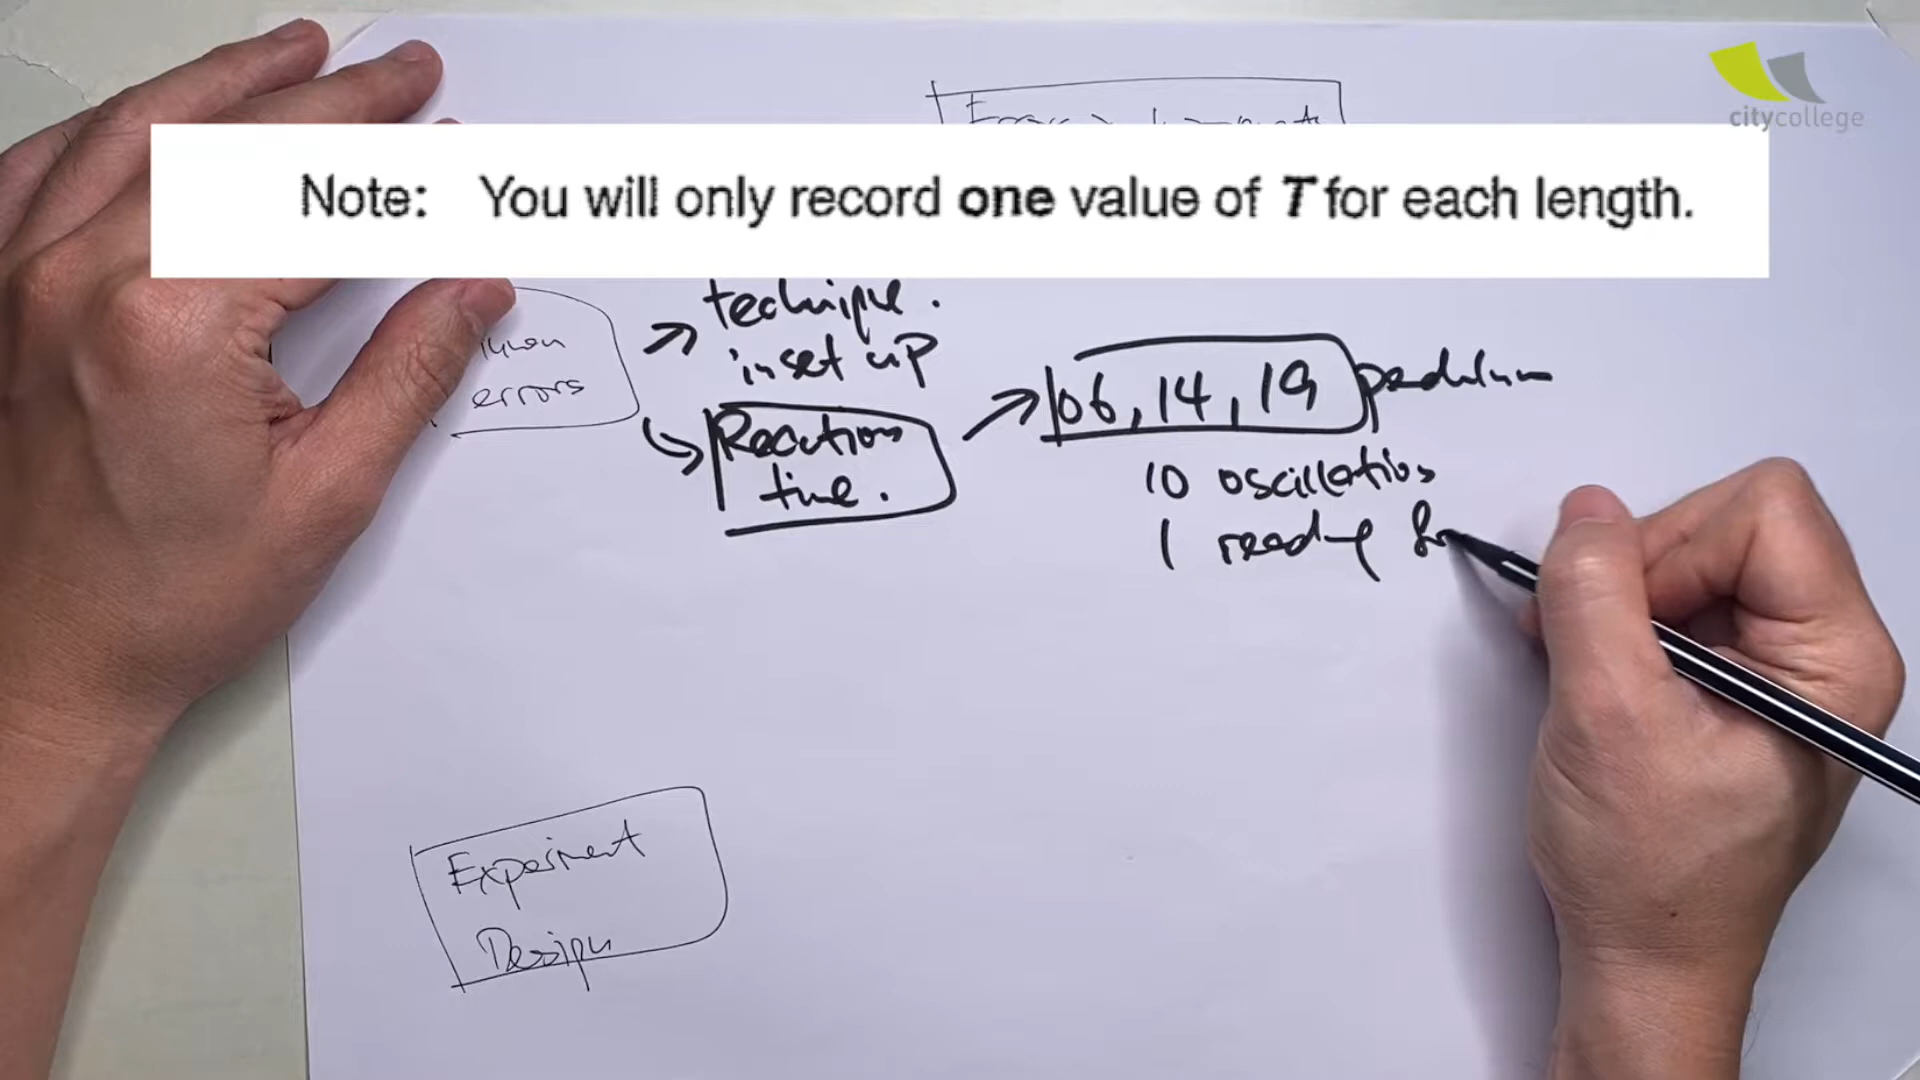 citycollege
Note: You will only record one value of T for each length.
technique.
in set up
errors
06, 14, 19 pendulum
Reaction
time.
10 oscillations
1 reading for
Experiment
Design